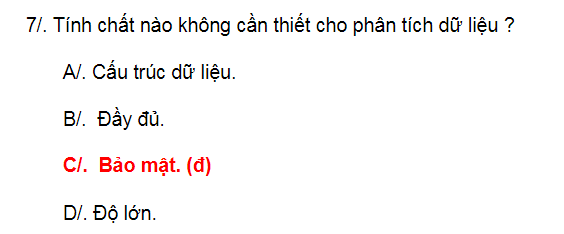 7/. Tính chất nào không cần thiết cho phân tích dữ liệu ?
A/. Cấu trúc dữ liệu.
B/. Đầy đủ.
C/. Bảo mật. (đ)
D/. Độ lớn.